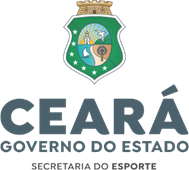 CEARÁ
GOVERNO DO ESTADO
SECRETARIA DO ESPORTE